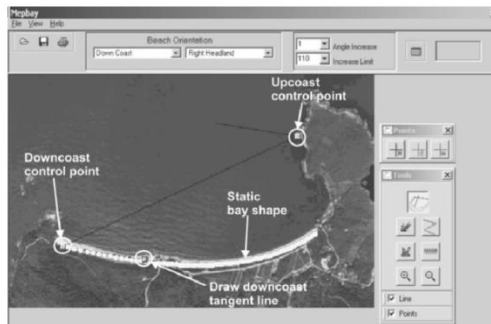 Mepbay
File View Help
Beach Orientation
Down Coast
Right Headland
1
Angle Increase
110
Increase Limit
Upcoast
control point
Points
Downcoast
control point
Tools
Static
bay shape
Draw downcoast
tangent line
Line
Points